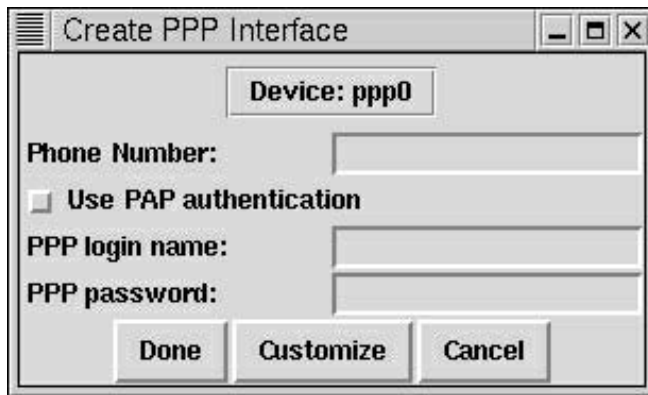 Create PPP Interface
Device: ppp0
Phone Number:
Use PAP authentication
PPP login name:
PPP password:
Done Customize Cancel